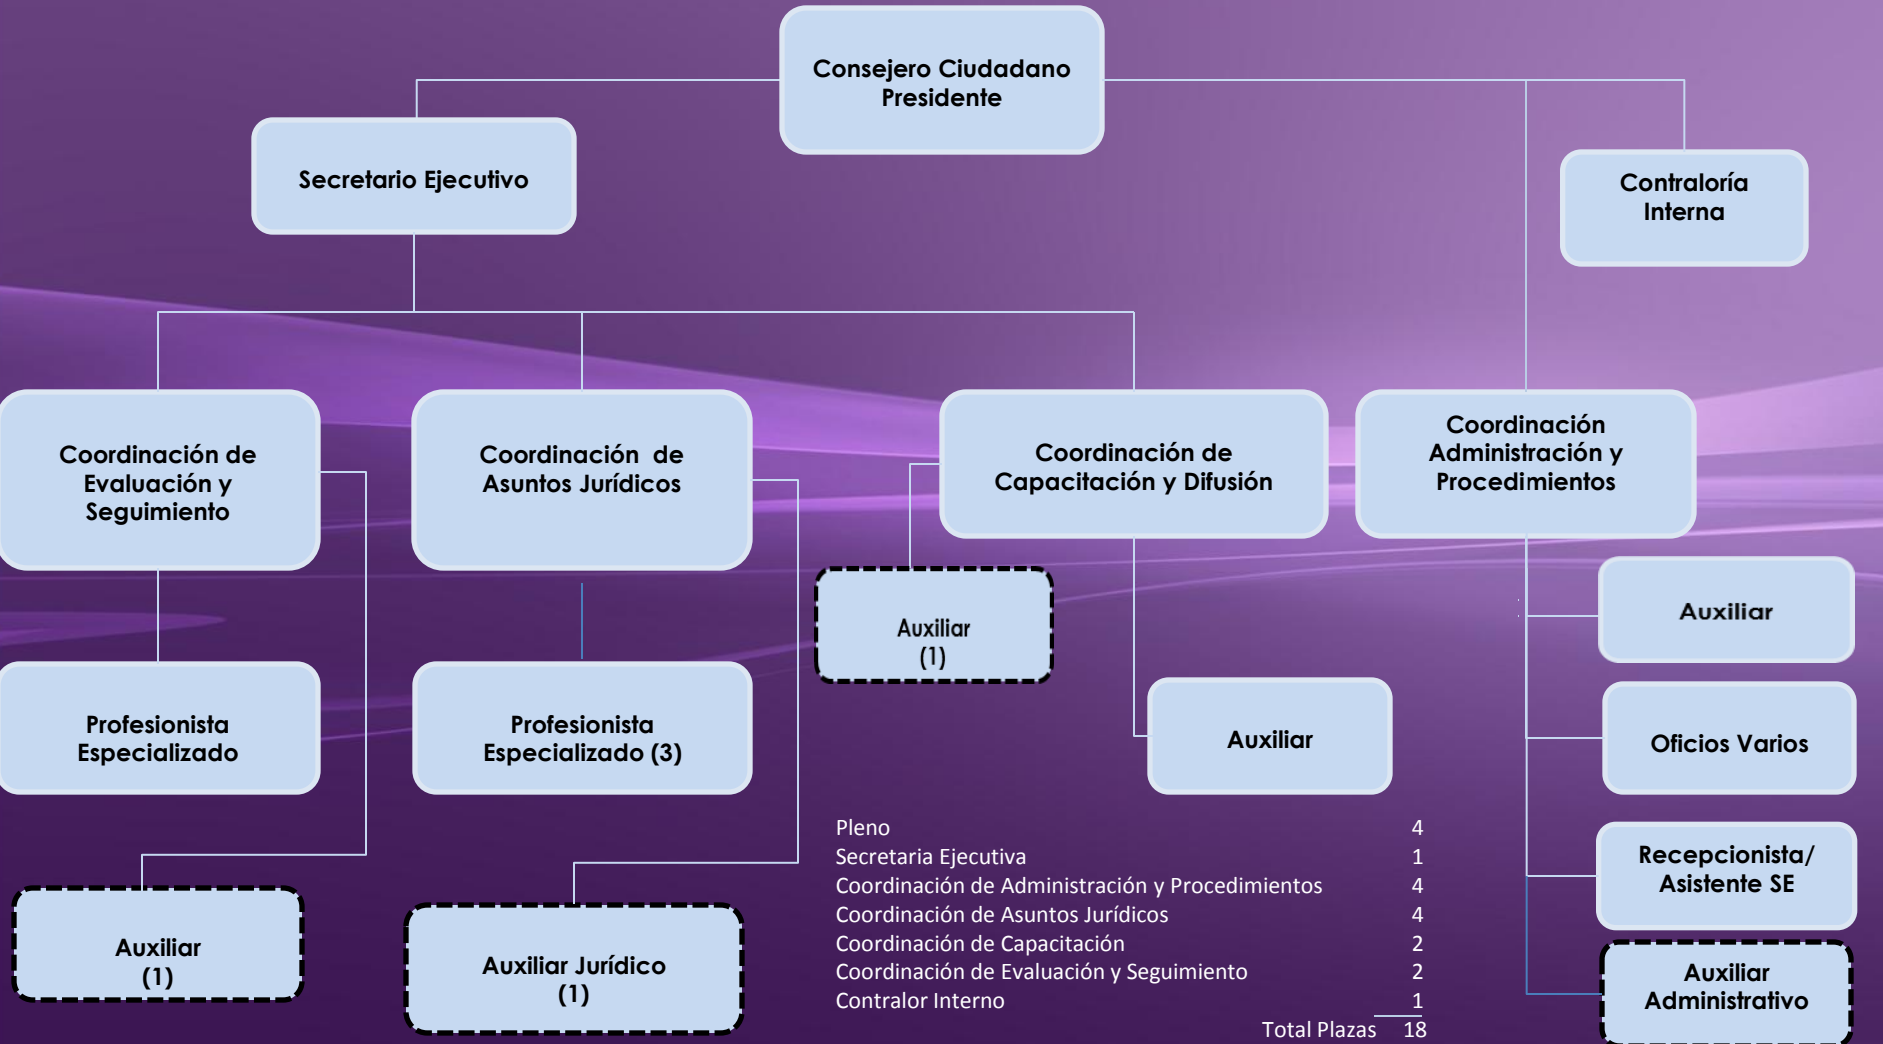 Consejero Ciudadano
Presidente
Secretario Ejecutivo
Contraloría
Interna
Coordinación de
Evaluación y
Seguimiento
Coordinación de
Asuntos Jurídicos
Coordinación de
Capacitación y Difusión
Coordinación
Administración y
Procedimientos
Auxiliar
(1)
Auxiliar
Profesionista
Especializado
Profesionista
Especializado (3)
Auxiliar
Oficios Varios
Recepcionista/
Asistente SE
Auxiliar
(1)
Auxiliar Jurídico
(1)
Auxiliar
Administrativo
Pleno 4
Secretaria Ejecutiva 1
Coordinación de Administración y Procedimientos 4
Coordinación de Asuntos Jurídicos 4
Coordinación de Capacitación 2
Coordinación de Evaluación y Seguimiento 2
Contralor Interno 1
Total Plazas 18